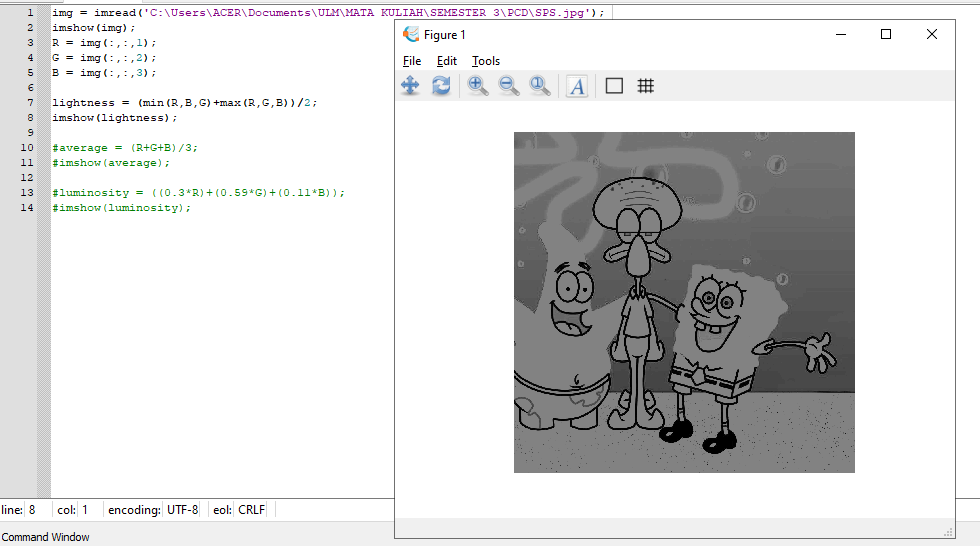 1 img = imread('C:\Users\ACER\Documents\ULM\MATA KULIAH\SEMESTER 3\PCD\SPS.jpg');
2 imshow(img);
3 R = img(:,:,1);
4 G = img(:,:,2);
5 B = img(:,:,3);
6
7 lightness = (min(R,B,G)+max(R,G,B))/2;
8 imshow(lightness);
9
10 #average = (R+G+B)/3;
11 #imshow(average);
12
13 #luminosity = ((0.3*R)+(0.59*G)+(0.11*B));
14 #imshow(luminosity);
Figure 1
File Edit Tools
A
line: 8 col: 1 encoding: UTF-8 eol: CRLF
Command Window